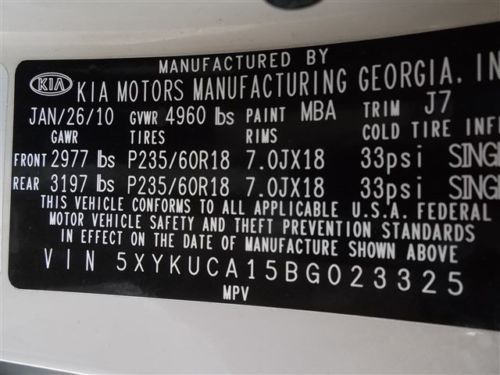 MANUFACTURED BY
KIA KIA MOTORS MANUFACTURING GEORGIA, IN
JAN/26/10 GVWR 4960 lbs PAINT MBA TRIM J7
GAWR TIRES RIMS COLD TIRE INF
FRONT 2977 lbs P235/60R18 7.0JX18 33psi SING
REAR 3197 lbs P235/60R18 7.0JX18 33psi SING
THIS VEHICLE CONFORMS TO ALL APPLICABLE U.S.A. FEDERAL
MOTOR VEHICLE SAFETY AND THEFT PREVENTION STANDARDS
IN EFFECT ON THE DATE OF MANUFACTURE SHOWN ABOVE
VIN 5XYKUCA15BG023325
MPV